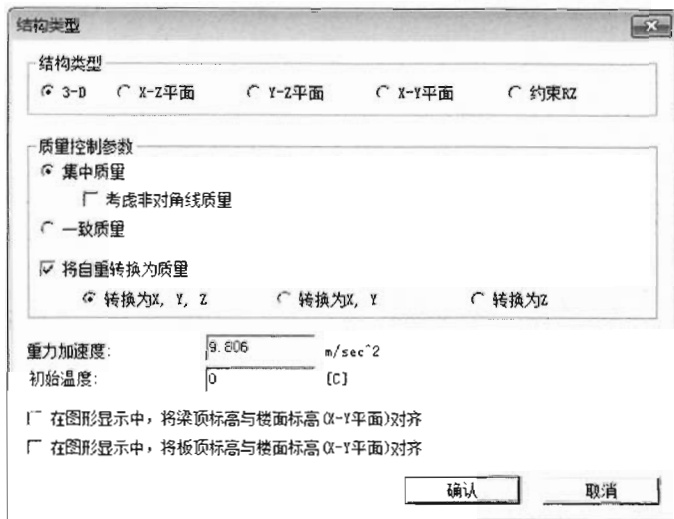 结构类型
结构类型
3-D X-Z平面 Y-Z平面 X-Y平面 约束RZ
质量控制参数
集中质量
考虑非对角线质量
一致质量
将自重转换为质量
转换为X, Y, Z 转换为X, Y 转换为Z
重力加速度: 9.806 m/sec^2
初始温度: 0 [C]
在图形显示中，将梁顶标高与楼面标高(X-Y平面)对齐
在图形显示中，将板顶标高与楼面标高(X-Y平面)对齐
确认 取消